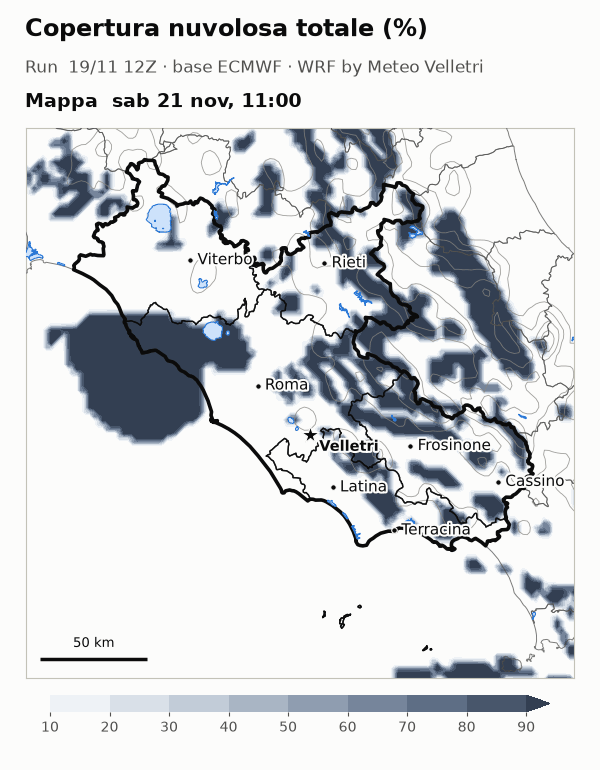 Copertura nuvolosa totale (%)
Run  19/11 12Z · base ECMWF · WRF by Meteo Velletri
Mappa  sab 21 nov, 11:00
Viterbo
Rieti
Roma
Velletri
Frosinone
Latina
Cassino
Terracina
50 km
10 20 30 40 50 60 70 80 90